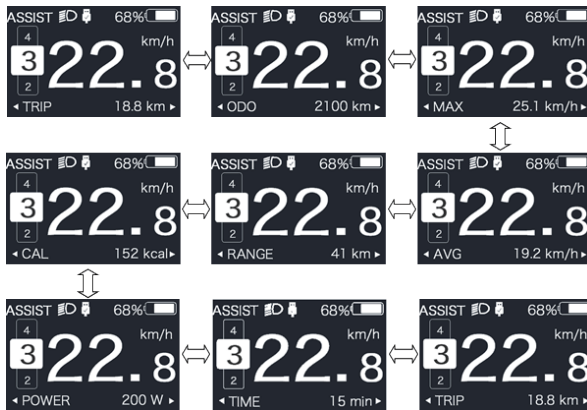 ASSIST 68%
km/h
4
3
2
22.8
◂ TRIP 18.8 km ▸
ASSIST 68%
km/h
4
3
2
22.8
◂ ODO 2100 km ▸
ASSIST 68%
km/h
4
3
2
22.8
◂ MAX 25.1 km/h ▸
ASSIST 68%
km/h
4
3
2
22.8
◂ CAL 152 kcal ▸
ASSIST 68%
km/h
4
3
2
22.8
◂ RANGE 41 km ▸
ASSIST 68%
km/h
4
3
2
22.8
◂ AVG 19.2 km/h ▸
ASSIST 68%
km/h
4
3
2
22.8
◂ POWER 200 W ▸
ASSIST 68%
km/h
4
3
2
22.8
◂ TIME 15 min ▸
ASSIST 68%
km/h
4
3
2
22.8
◂ TRIP 18.8 km ▸